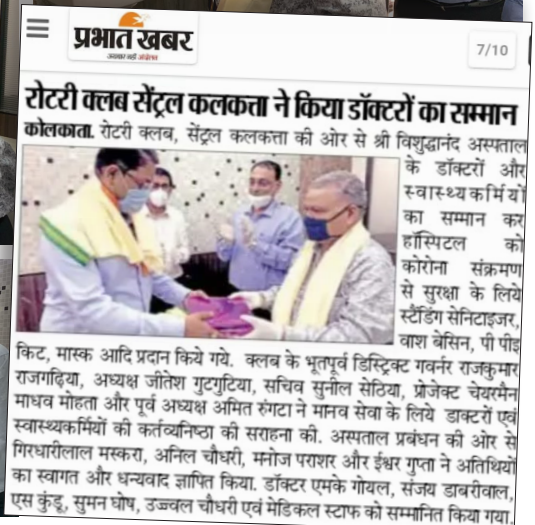 प्रभात खबर
अखबार नहीं आंदोलन
7/10
रोटरी क्लब सेंट्रल कलकत्ता ने किया डॉक्टरों का सम्मान
कोलकाता. रोटरी क्लब, सेंट्रल कलकत्ता की ओर से श्री विशुद्धानंद अस्पताल
के डॉक्टरों और
स्वास्थ्यकर्मियों
का सम्मान कर
हॉस्पिटल को
कोरोना संक्रमण
से सुरक्षा के लिये
स्टैंडिंग सेनिटाइजर,
वाश बेसिन, पी पीइ
किट, मास्क आदि प्रदान किये गये. क्लब के भूतपूर्व डिस्ट्रिक्ट गवर्नर राजकुमार
राजगढ़िया, अध्यक्ष जीतेश गुटगुटिया, सचिव सुनील सेठिया, प्रोजेक्ट चेयरमैन
माधव मोहता और पूर्व अध्यक्ष अमित रुंगटा ने मानव सेवा के लिये डाक्टरों एवं
स्वास्थ्यकर्मियों की कर्तव्यनिष्ठा की सराहना की. अस्पताल प्रबंधन की ओर से
गिरधारीलाल मस्करा, अनिल चौधरी, मनोज पराशर और ईश्वर गुप्ता ने अतिथियों
का स्वागत और धन्यवाद ज्ञापित किया. डॉक्टर एमके गोयल, संजय डाबरीवाल,
एस कुंडू, सुमन घोष, उज्ज्वल चौधरी एवं मेडिकल स्टाफ को सम्मानित किया गया.